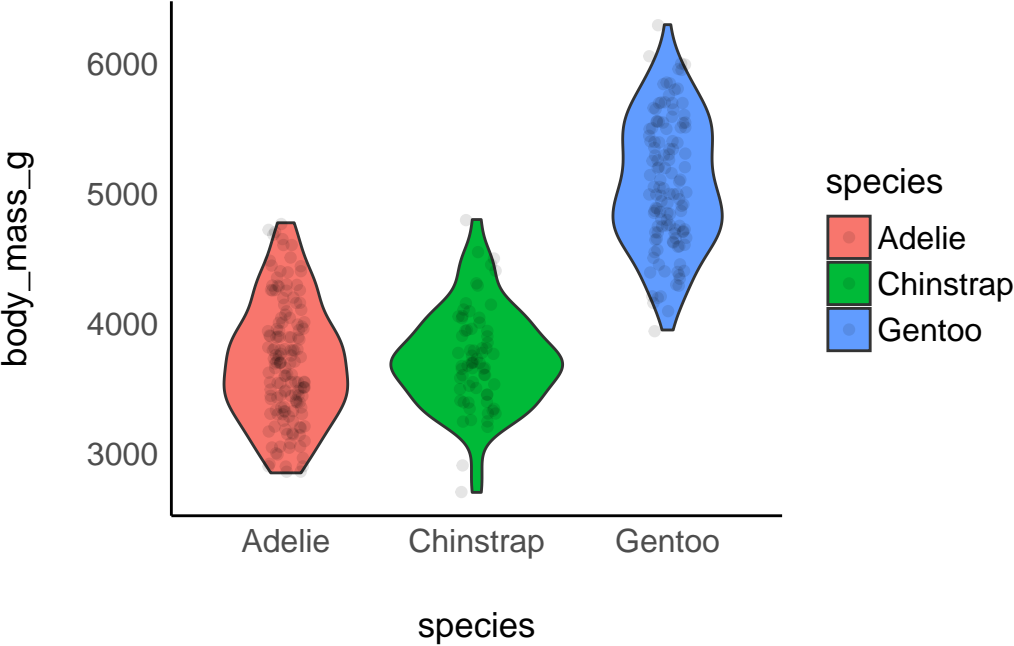 body_mass_g
6000
5000
4000
3000
Adelie
Chinstrap
Gentoo
species
species
Adelie
Chinstrap
Gentoo